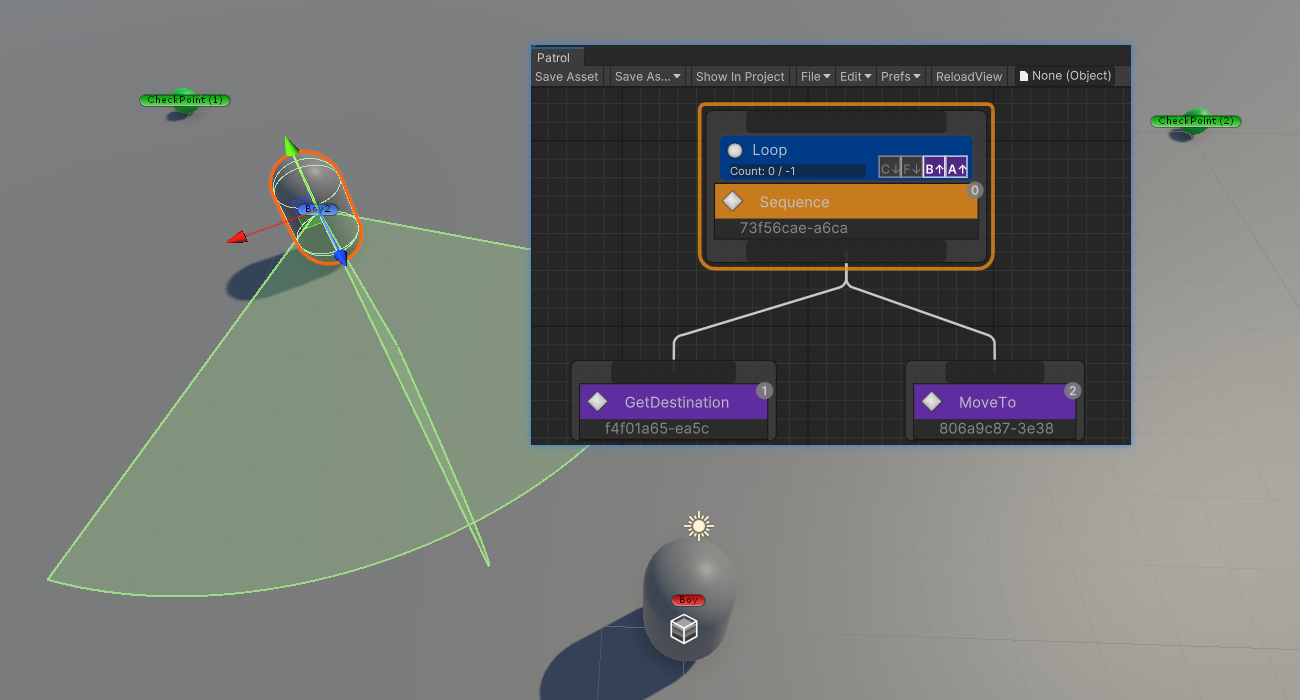 Patrol
Save Asset Save As... Show In Project File Edit Prefs ReloadView None (Object)
CheckPoint (1)
CheckPoint (2)
Loop
Count: 0 / -1
C↓ F↓ B↑ A↑
0
Sequence
73f56cae-a6ca
Boy2
1
GetDestination
f4f01a65-ea5c
2
MoveTo
806a9c87-3e38
Boy